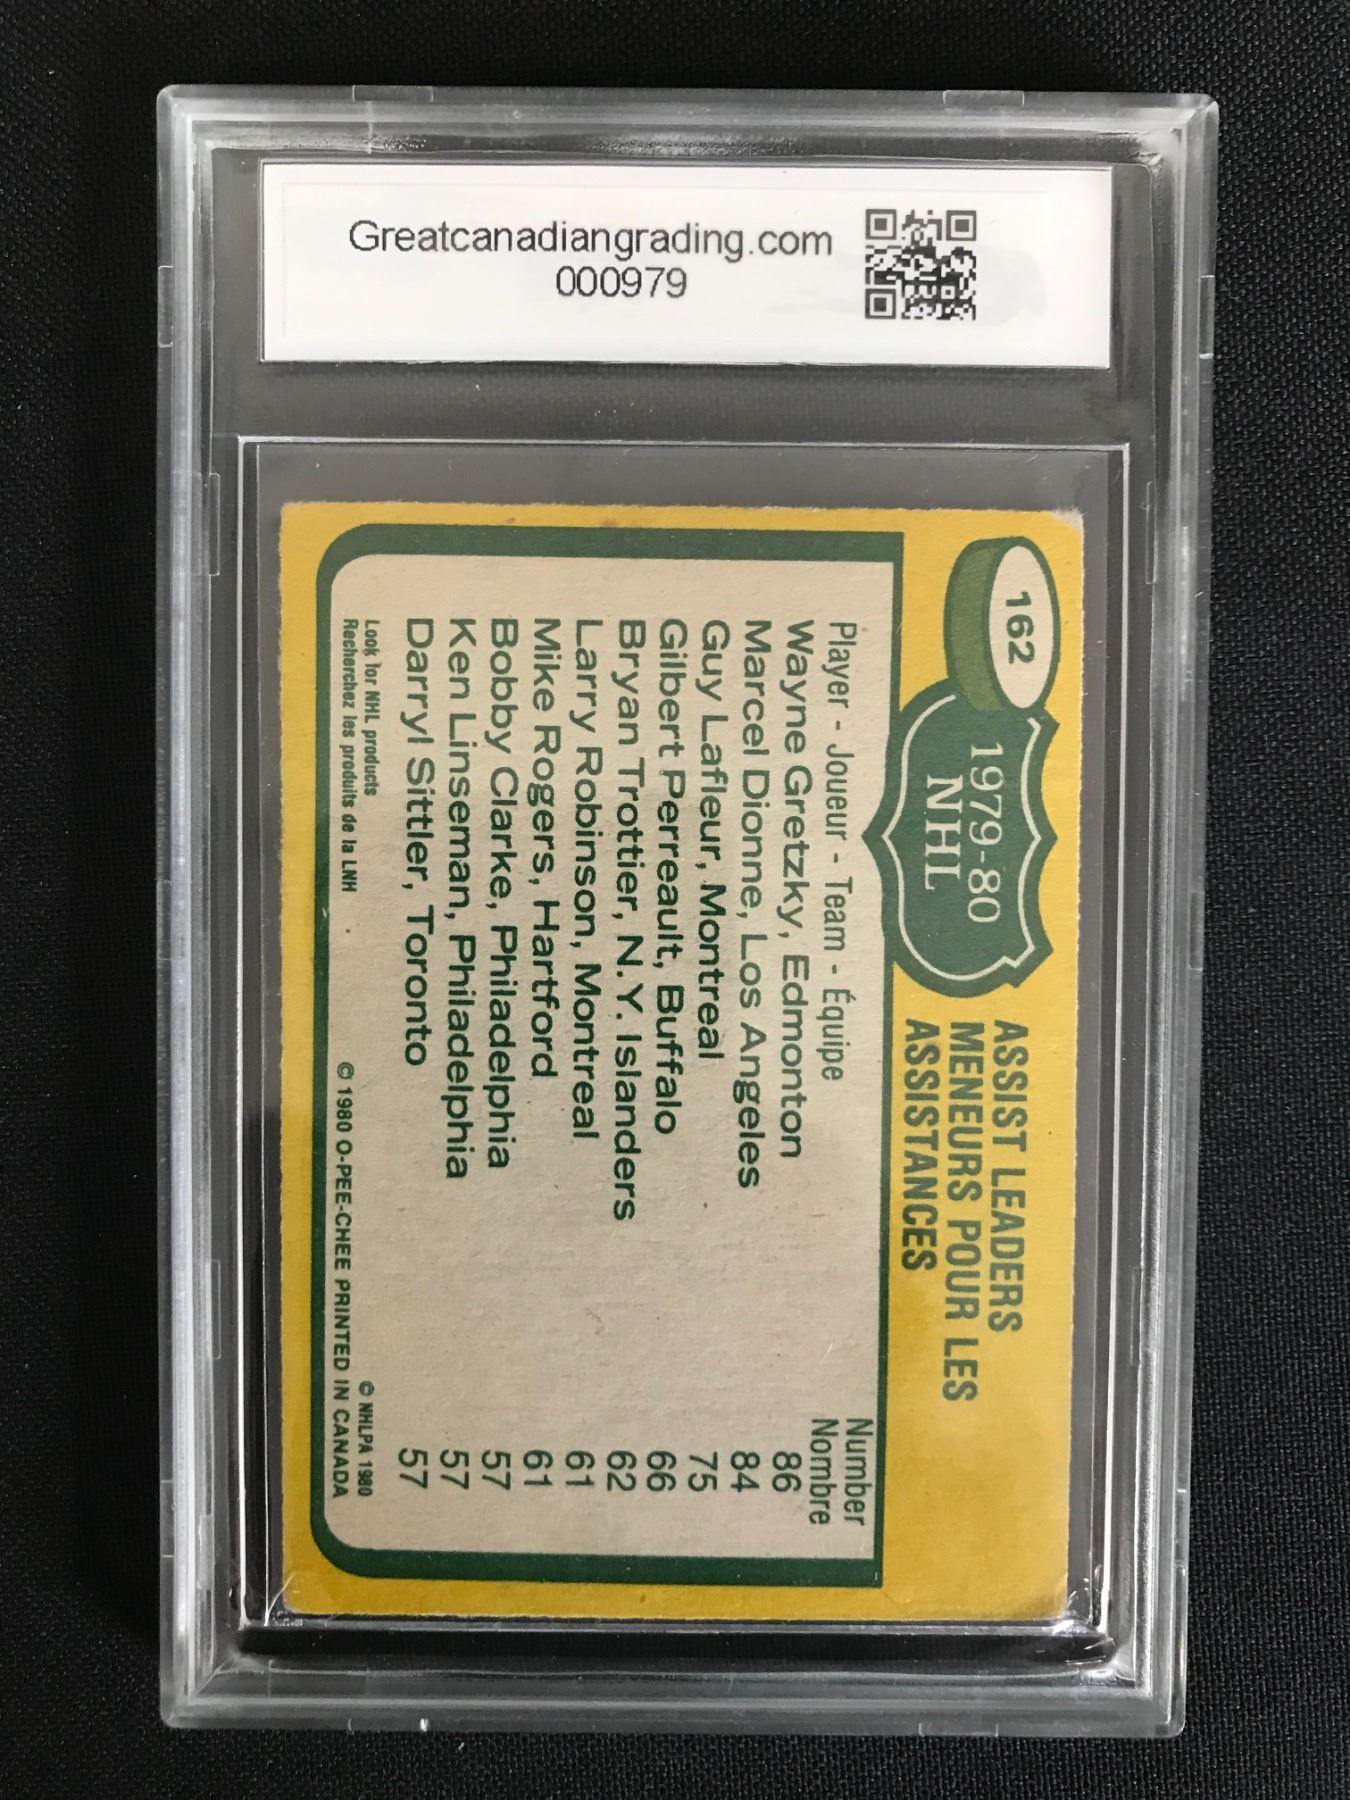 Greatcanadiangrading.com
000979
162
1979-80
NHL
ASSIST LEADERS
MENEURS POUR LES
ASSISTANCES
Player - Joueur - Team - Équipe
Number
Nombre
Wayne Gretzky, Edmonton 86
Marcel Dionne, Los Angeles 84
Guy Lafleur, Montreal 75
Gilbert Perreault, Buffalo 66
Bryan Trottier, N.Y. Islanders 62
Larry Robinson, Montreal 61
Mike Rogers, Hartford 61
Bobby Clarke, Philadelphia 57
Ken Linseman, Philadelphia 57
Darryl Sittler, Toronto 57
Look for NHL products
Recherchez les produits de la LNH
© NHLPA 1980
© 1980 O-PEE-CHEE PRINTED IN CANADA